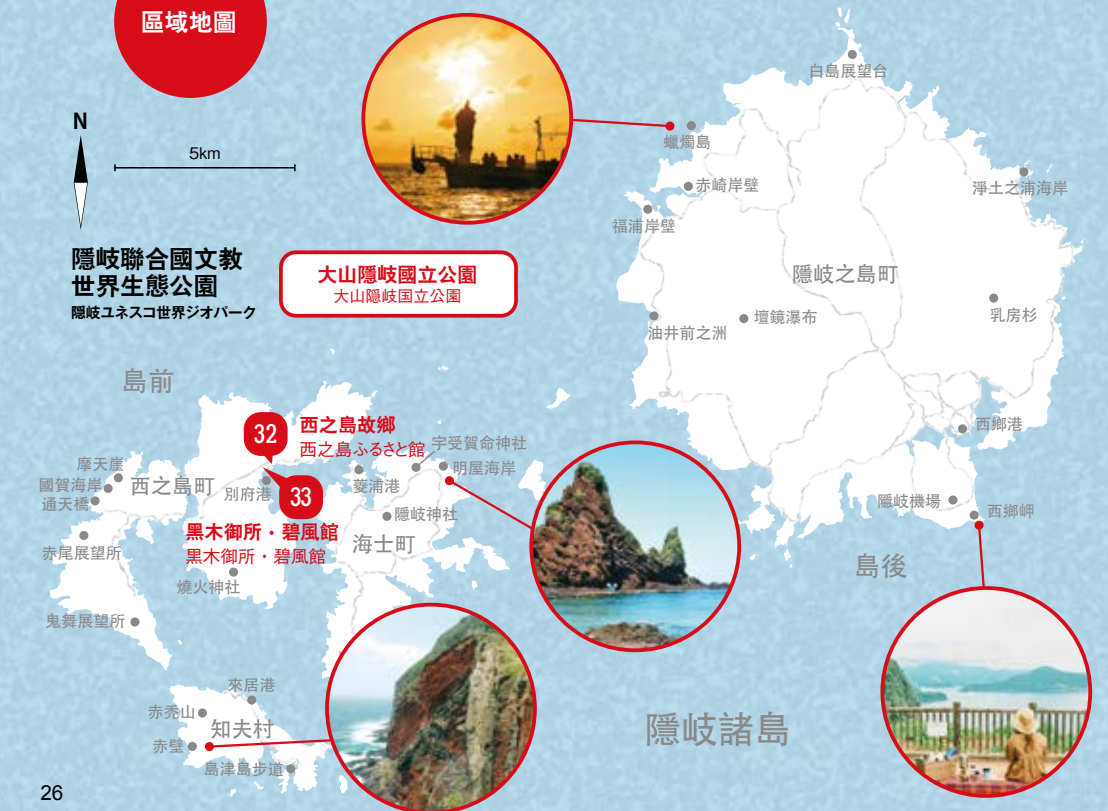 區域地圖
N
5km
隱岐聯合國文教
世界生態公園
隠岐ユネスコ世界ジオパーク
大山隱岐國立公園
大山隠岐国立公園
白島展望台
蠟燭島
赤崎岸壁
淨土之浦海岸
福浦岸壁
隱岐之島町
乳房杉
油井前之洲
壇鏡瀑布
西鄉港
隱岐機場
西鄉岬
島後
島前
32
西之島故鄉
西之島ふるさと館
宇受賀命神社
明屋海岸
摩天崖
國賀海岸
通天橋
西之島町
別府港
菱浦港
33
隱岐神社
黑木御所・碧風館
黒木御所・碧風館
海士町
赤尾展望所
燒火神社
鬼舞展望所
來居港
赤禿山
知夫村
赤壁
島津島步道
隱岐諸島
26